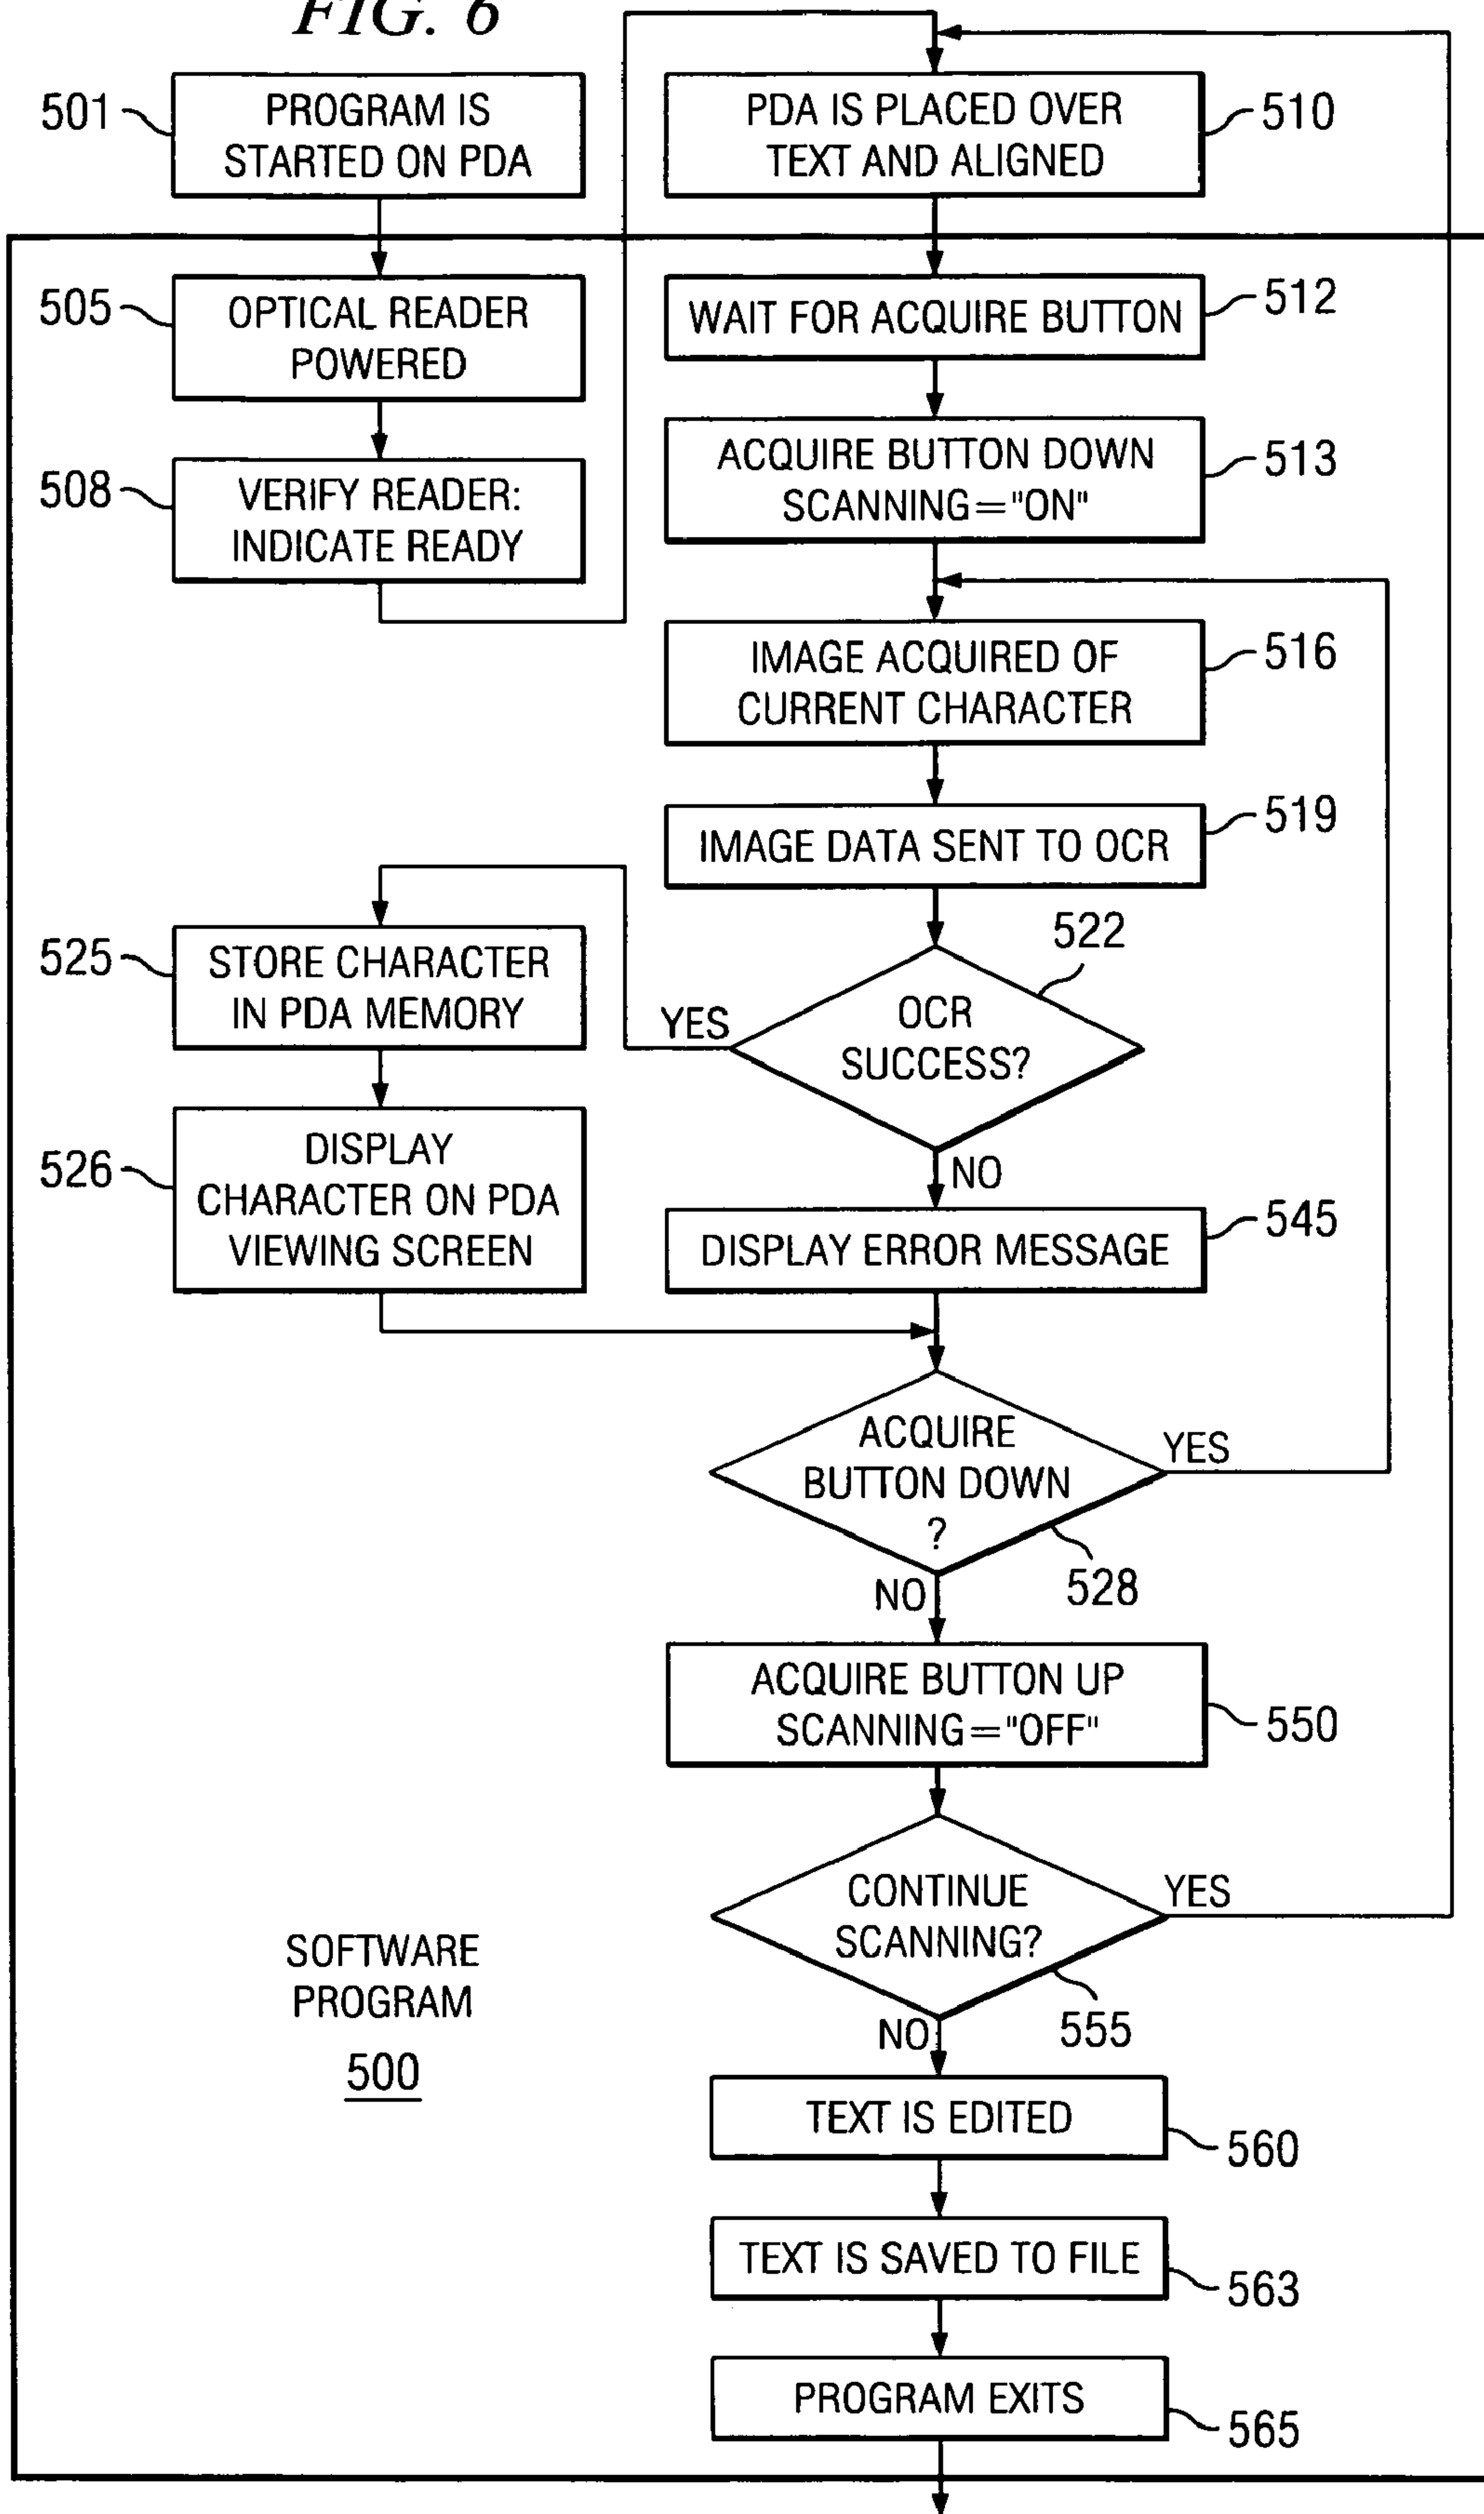 FIG. 6
501
PROGRAM IS
STARTED ON PDA
505
OPTICAL READER
POWERED
508
VERIFY READER:
INDICATE READY
PDA IS PLACED OVER
TEXT AND ALIGNED
510
WAIT FOR ACQUIRE BUTTON
512
ACQUIRE BUTTON DOWN
SCANNING="ON"
513
IMAGE ACQUIRED OF
CURRENT CHARACTER
516
IMAGE DATA SENT TO OCR
519
522
OCR
SUCCESS?
YES
NO
525
STORE CHARACTER
IN PDA MEMORY
526
DISPLAY
CHARACTER ON PDA
VIEWING SCREEN
DISPLAY ERROR MESSAGE
545
ACQUIRE
BUTTON DOWN
?
YES
528
NO
ACQUIRE BUTTON UP
SCANNING="OFF"
550
CONTINUE
SCANNING?
YES
555
NO
SOFTWARE
PROGRAM
500
TEXT IS EDITED
560
TEXT IS SAVED TO FILE
563
PROGRAM EXITS
565